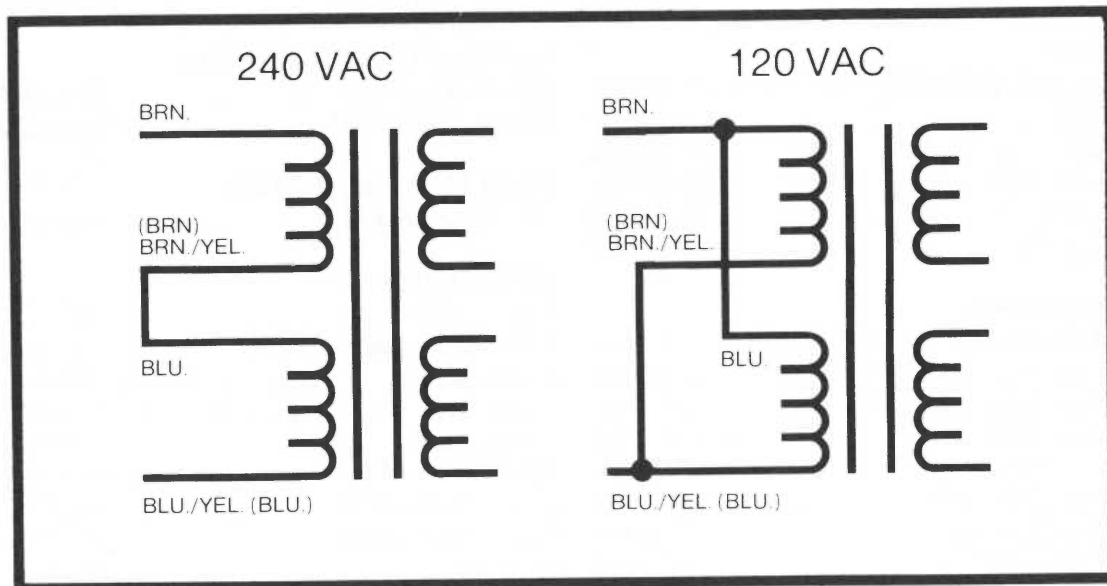 240 VAC
BRN.
(BRN)
BRN./YEL.
BLU.
BLU./YEL. (BLU.)
120 VAC
BRN.
(BRN)
BRN./YEL.
BLU.
BLU./YEL. (BLU.)